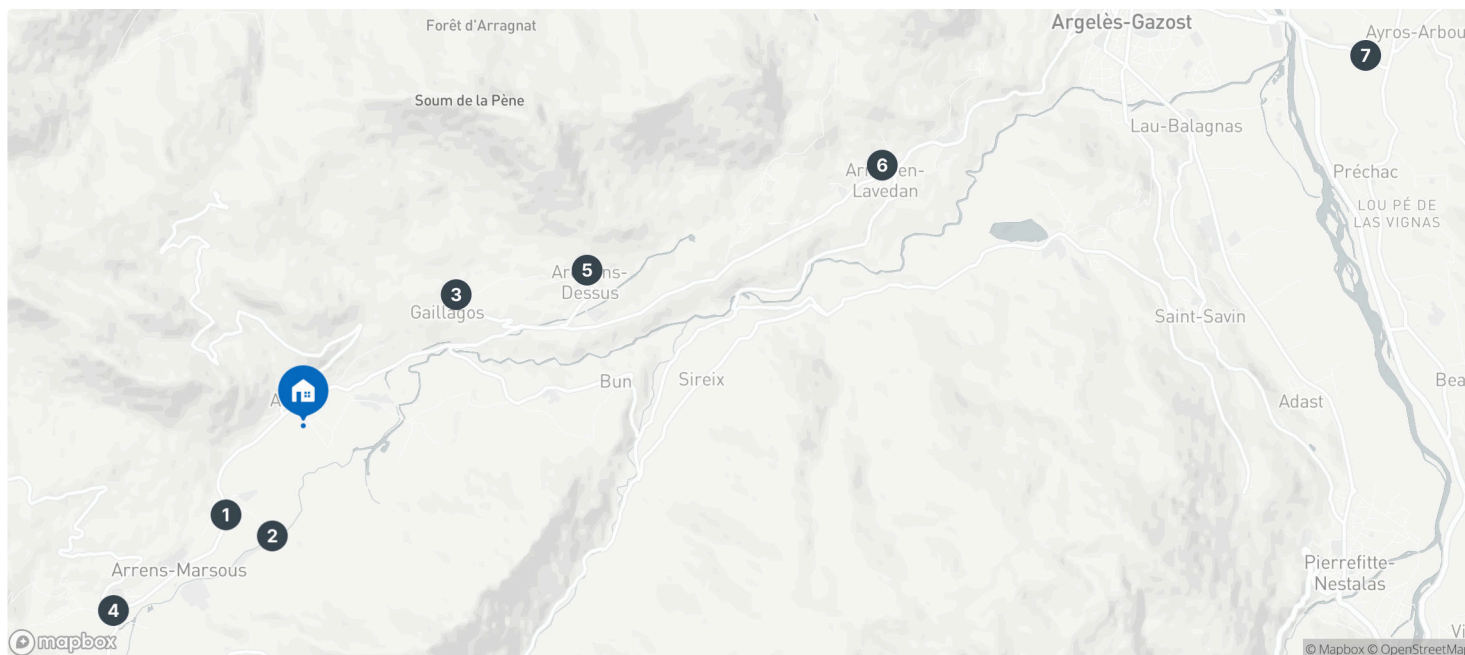 Forêt d'Arragnat
Argelès-Gazost
Ayros-Arbou
7
Soum de la Pène
Lau-Balagnas
6
Lavedan
Préchac
LOU PÉ DE
LAS VIGNAS
5
Dessus
3
Gaillagos
Saint-Savin
Bun
Sireix
Bea
Adast
1
2
Arrens-Marsous
Pierrefitte-
Nestalas
4
Vi
mapbox
© Mapbox © OpenStreetMap